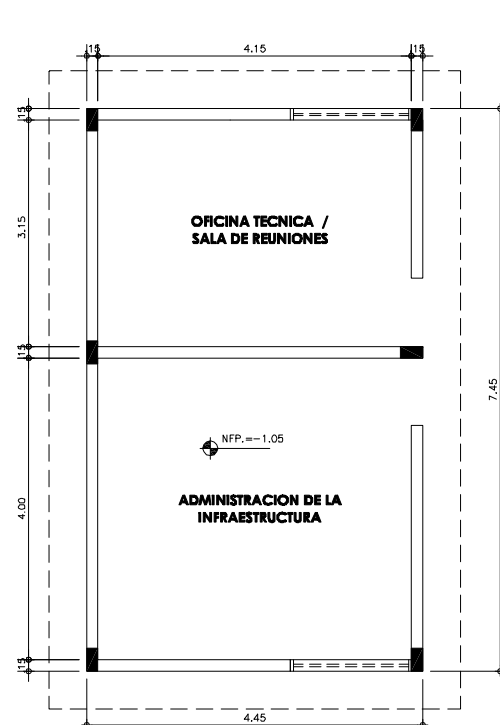 15 4.15 15
15
OFICINA TECNICA /
SALA DE REUNIONES
3.15
15
7.45
NFP.=-1.05
ADMINISTRACION DE LA
INFRAESTRUCTURA
4.00
15
4.45